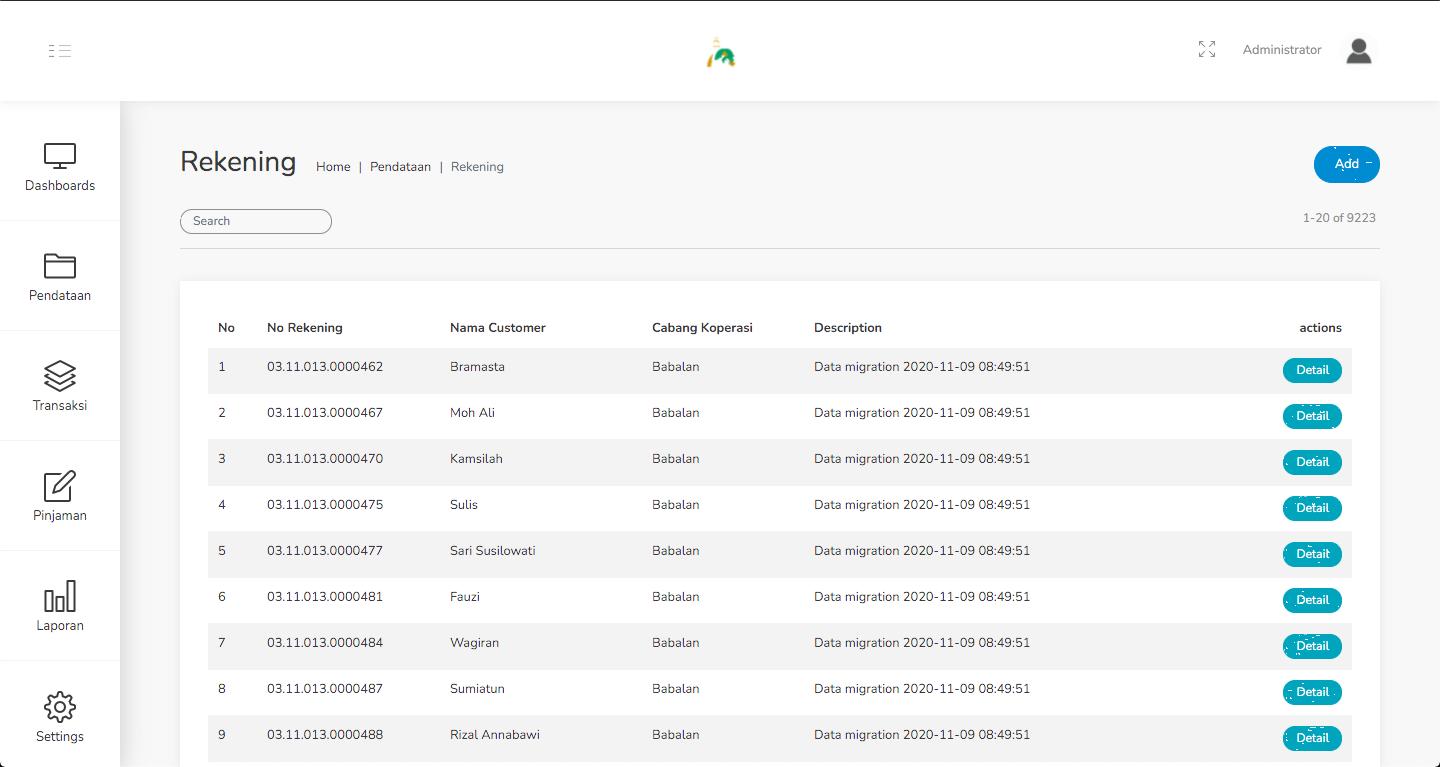 Administrator
Dashboards
Pendataan
Transaksi
Pinjaman
Laporan
Settings
Rekening Home | Pendataan | Rekening
Add
Search
1-20 of 9223
No No Rekening Nama Customer Cabang Koperasi Description actions
1 03.11.013.0000462 Bramasta Babalan Data migration 2020-11-09 08:49:51 Detail
2 03.11.013.0000467 Moh Ali Babalan Data migration 2020-11-09 08:49:51 Detail
3 03.11.013.0000470 Kamsilah Babalan Data migration 2020-11-09 08:49:51 Detail
4 03.11.013.0000475 Sulis Babalan Data migration 2020-11-09 08:49:51 Detail
5 03.11.013.0000477 Sari Susilowati Babalan Data migration 2020-11-09 08:49:51 Detail
6 03.11.013.0000481 Fauzi Babalan Data migration 2020-11-09 08:49:51 Detail
7 03.11.013.0000484 Wagiran Babalan Data migration 2020-11-09 08:49:51 Detail
8 03.11.013.0000487 Sumiatun Babalan Data migration 2020-11-09 08:49:51 Detail
9 03.11.013.0000488 Rizal Annabawi Babalan Data migration 2020-11-09 08:49:51 Detail